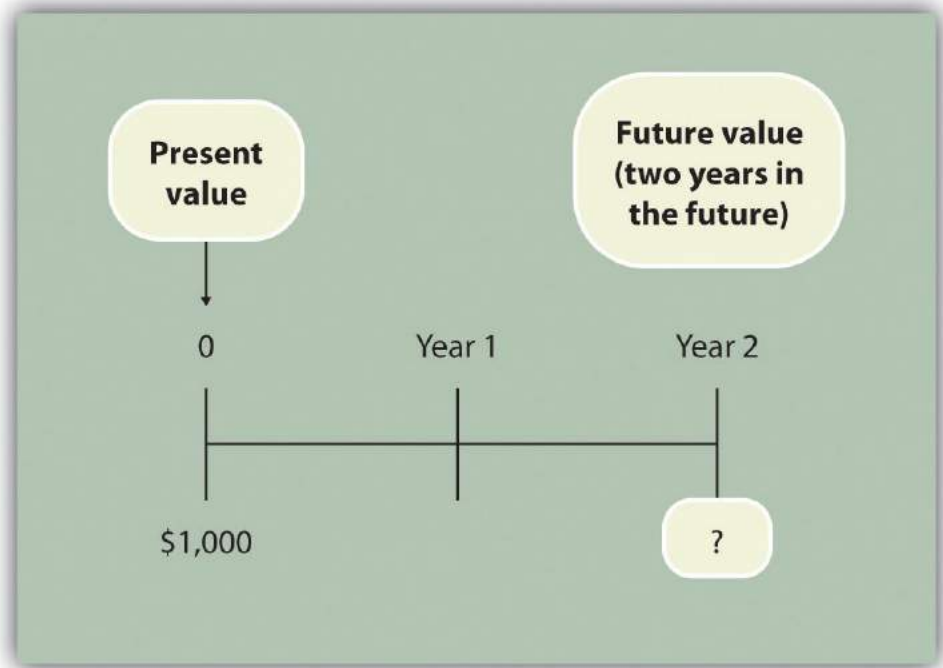 Present
value
Future value
(two years in
the future)
0
Year 1
Year 2
$1,000
?